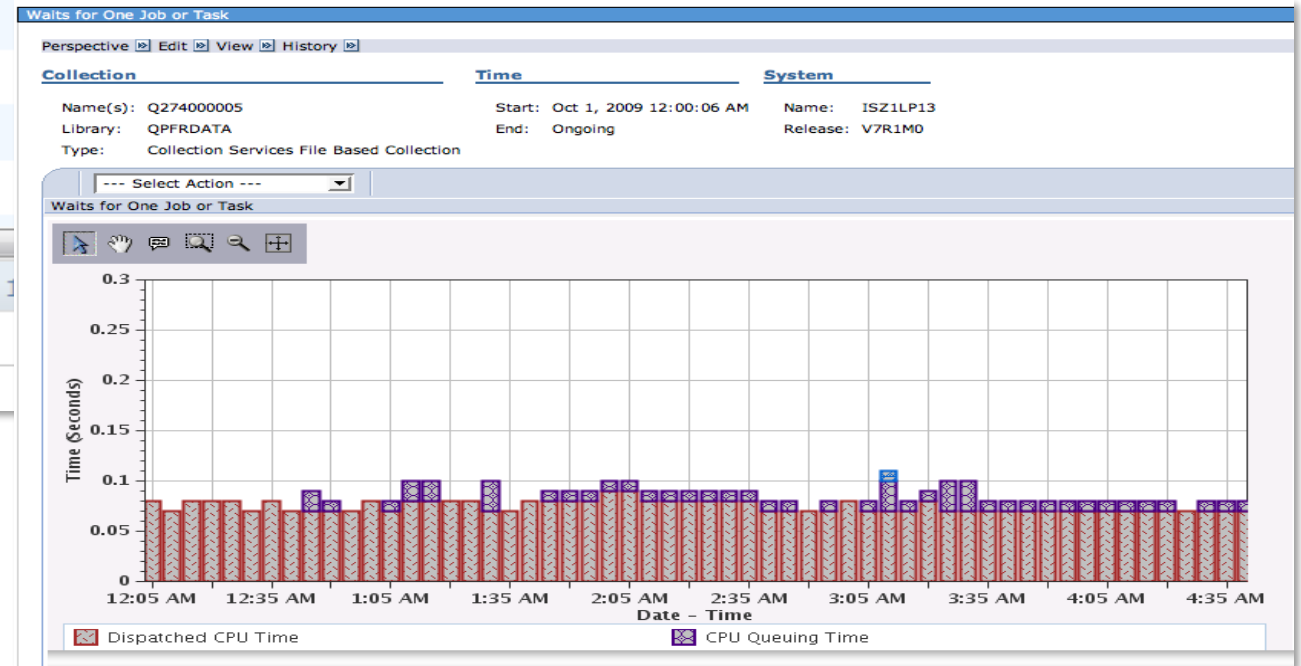 Waits for One Job or Task
Perspective Edit View History
Collection Time System
Name(s): Q274000005 Start: Oct 1, 2009 12:00:06 AM Name: ISZ1LP13
Library: QPFRDATA End: Ongoing Release: V7R1M0
Type: Collection Services File Based Collection
--- Select Action ---
Waits for One Job or Task
0.3
0.25
0.2
0.15
0.1
0.05
0
Time (Seconds)
12:05 AM 12:35 AM 1:05 AM 1:35 AM 2:05 AM 2:35 AM 3:05 AM 3:35 AM 4:05 AM 4:35 AM
Date - Time
Dispatched CPU Time CPU Queuing Time